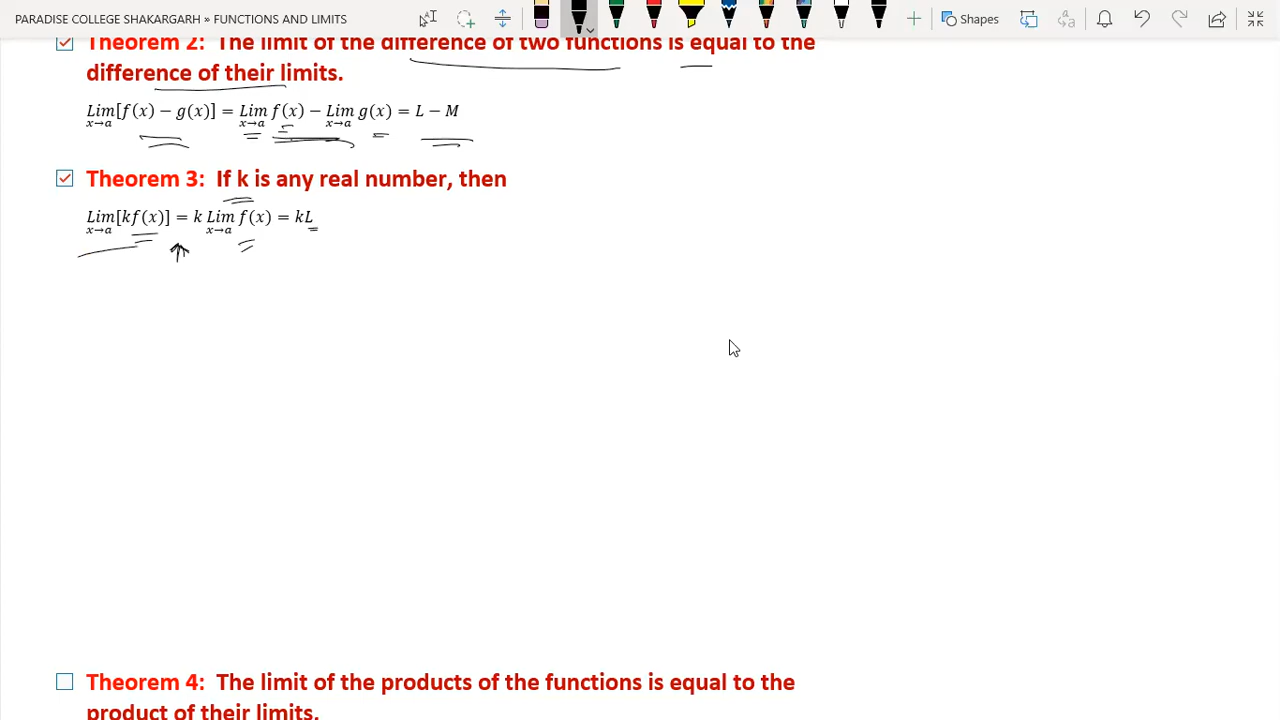 PARADISE COLLEGE SHAKARGARH » FUNCTIONS AND LIMITS
Shapes
Theorem 2: The limit of the difference of two functions is equal to the
difference of their limits.
Lim[f(x) − g(x)] = Lim f(x) − Lim g(x) = L − M
x→a x→a x→a
Theorem 3: If k is any real number, then
Lim[kf(x)] = k Lim f(x) = kL
x→a x→a
Theorem 4: The limit of the products of the functions is equal to the
product of their limits.